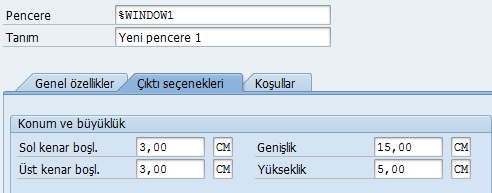 Pencere %WINDOW1
Tanım Yeni pencere 1
Genel özellikler Çıktı seçenekleri Koşullar
Konum ve büyüklük
Sol kenar boşl. 3,00 CM Genişlik 15,00 CM
Üst kenar boşl. 3,00 CM Yükseklik 5,00 CM